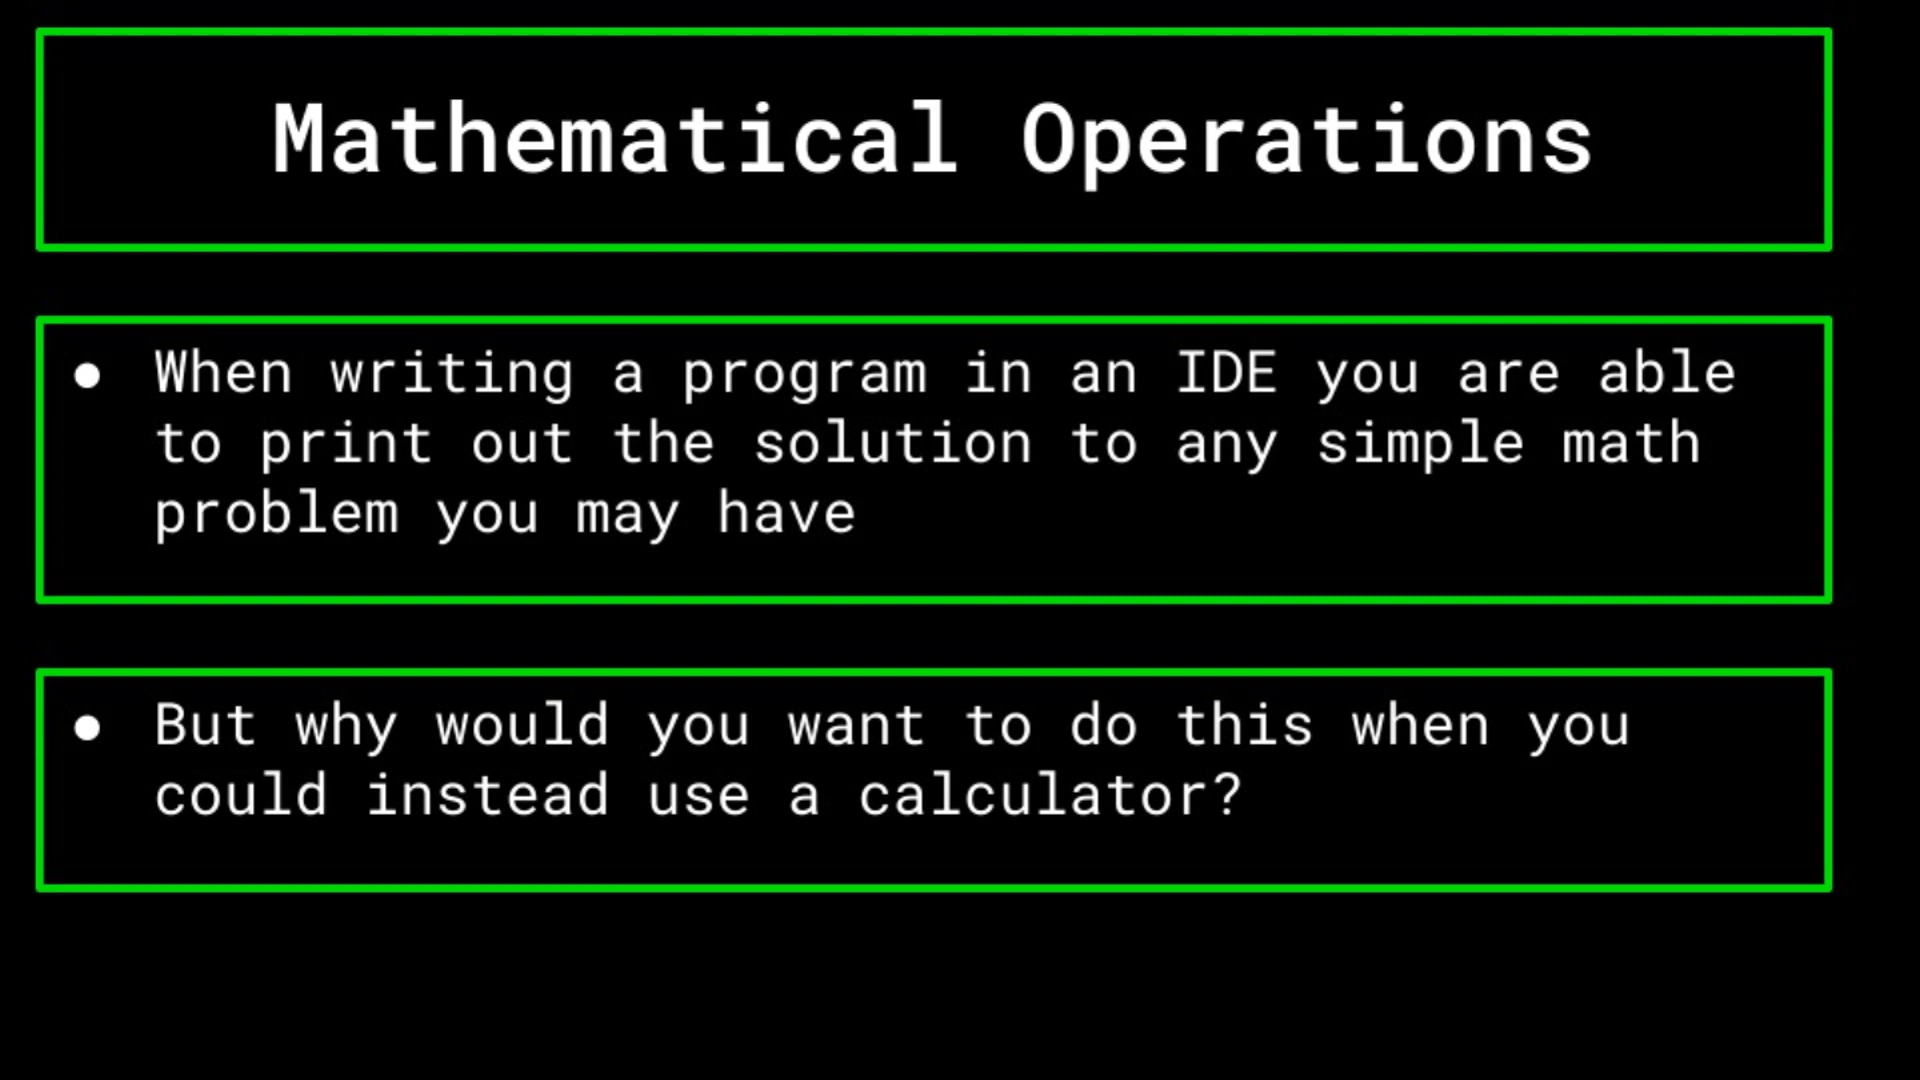 Mathematical Operations
● When writing a program in an IDE you are able
to print out the solution to any simple math
problem you may have
● But why would you want to do this when you
could instead use a calculator?